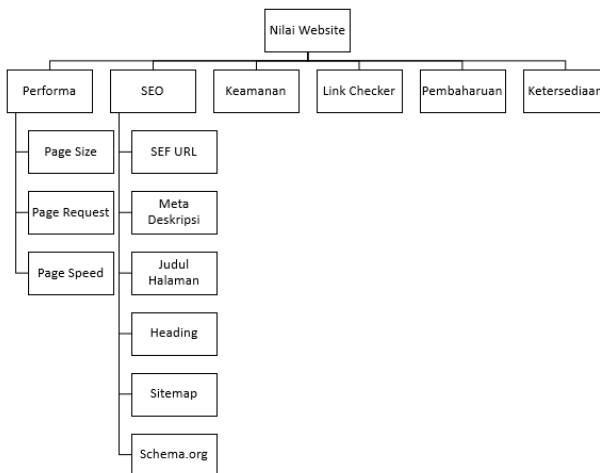 Nilai Website
Performa
SEO
Keamanan
Link Checker
Pembaharuan
Ketersediaan
Page Size
SEF URL
Page Request
Meta
Deskripsi
Page Speed
Judul
Halaman
Heading
Sitemap
Schema.org